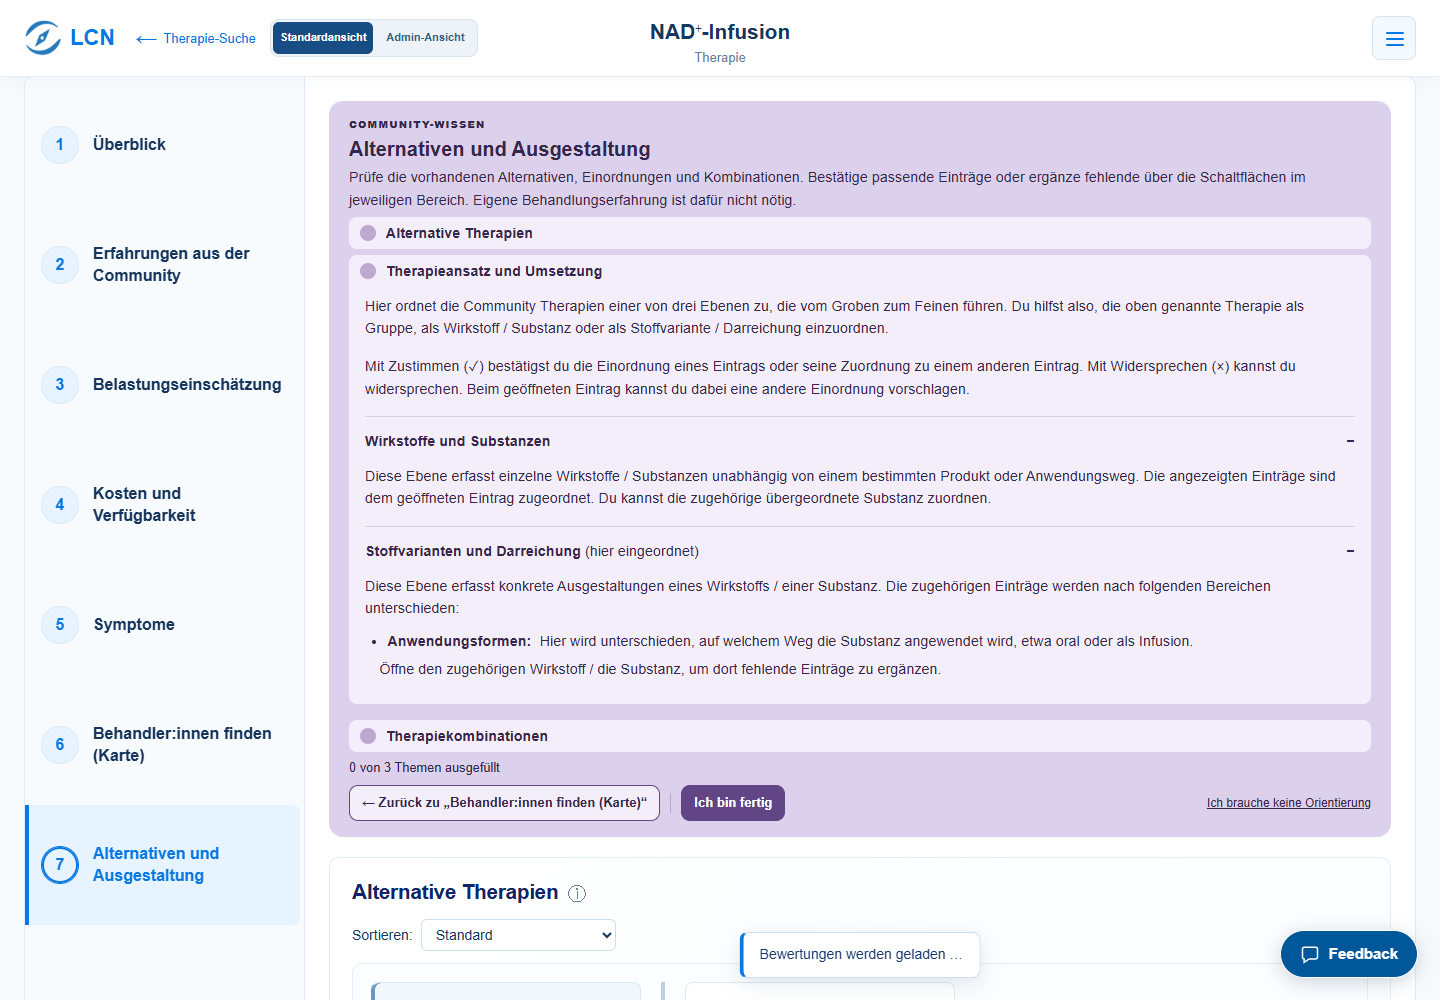 LCN
← Therapie-Suche
Standardansicht
Admin-Ansicht
NAD⁺-Infusion
Therapie
1
Überblick
2
Erfahrungen aus der
Community
3
Belastungseinschätzung
4
Kosten und
Verfügbarkeit
5
Symptome
6
Behandler:innen finden
(Karte)
7
Alternativen und
Ausgestaltung
COMMUNITY-WISSEN
Alternativen und Ausgestaltung
Prüfe die vorhandenen Alternativen, Einordnungen und Kombinationen. Bestätige passende Einträge oder ergänze fehlende über die Schaltflächen im
jeweiligen Bereich. Eigene Behandlungserfahrung ist dafür nicht nötig.
Alternative Therapien
Therapieansatz und Umsetzung
Hier ordnet die Community Therapien einer von drei Ebenen zu, die vom Groben zum Feinen führen. Du hilfst also, die oben genannte Therapie als
Gruppe, als Wirkstoff / Substanz oder als Stoffvariante / Darreichung einzuordnen.
Mit Zustimmen (✓) bestätigst du die Einordnung eines Eintrags oder seine Zuordnung zu einem anderen Eintrag. Mit Widersprechen (×) kannst du
widersprechen. Beim geöffneten Eintrag kannst du dabei eine andere Einordnung vorschlagen.
Wirkstoffe und Substanzen –
Diese Ebene erfasst einzelne Wirkstoffe / Substanzen unabhängig von einem bestimmten Produkt oder Anwendungsweg. Die angezeigten Einträge sind
dem geöffneten Eintrag zugeordnet. Du kannst die zugehörige übergeordnete Substanz zuordnen.
Stoffvarianten und Darreichung (hier eingeordnet) –
Diese Ebene erfasst konkrete Ausgestaltungen eines Wirkstoffs / einer Substanz. Die zugehörigen Einträge werden nach folgenden Bereichen
unterschieden:
• Anwendungsformen: Hier wird unterschieden, auf welchem Weg die Substanz angewendet wird, etwa oral oder als Infusion.
Öffne den zugehörigen Wirkstoff / die Substanz, um dort fehlende Einträge zu ergänzen.
Therapiekombinationen
0 von 3 Themen ausgefüllt
← Zurück zu „Behandler:innen finden (Karte)“
Ich bin fertig
Ich brauche keine Orientierung
Alternative Therapien ⓘ
Sortieren: Standard
Bewertungen werden geladen …
Feedback